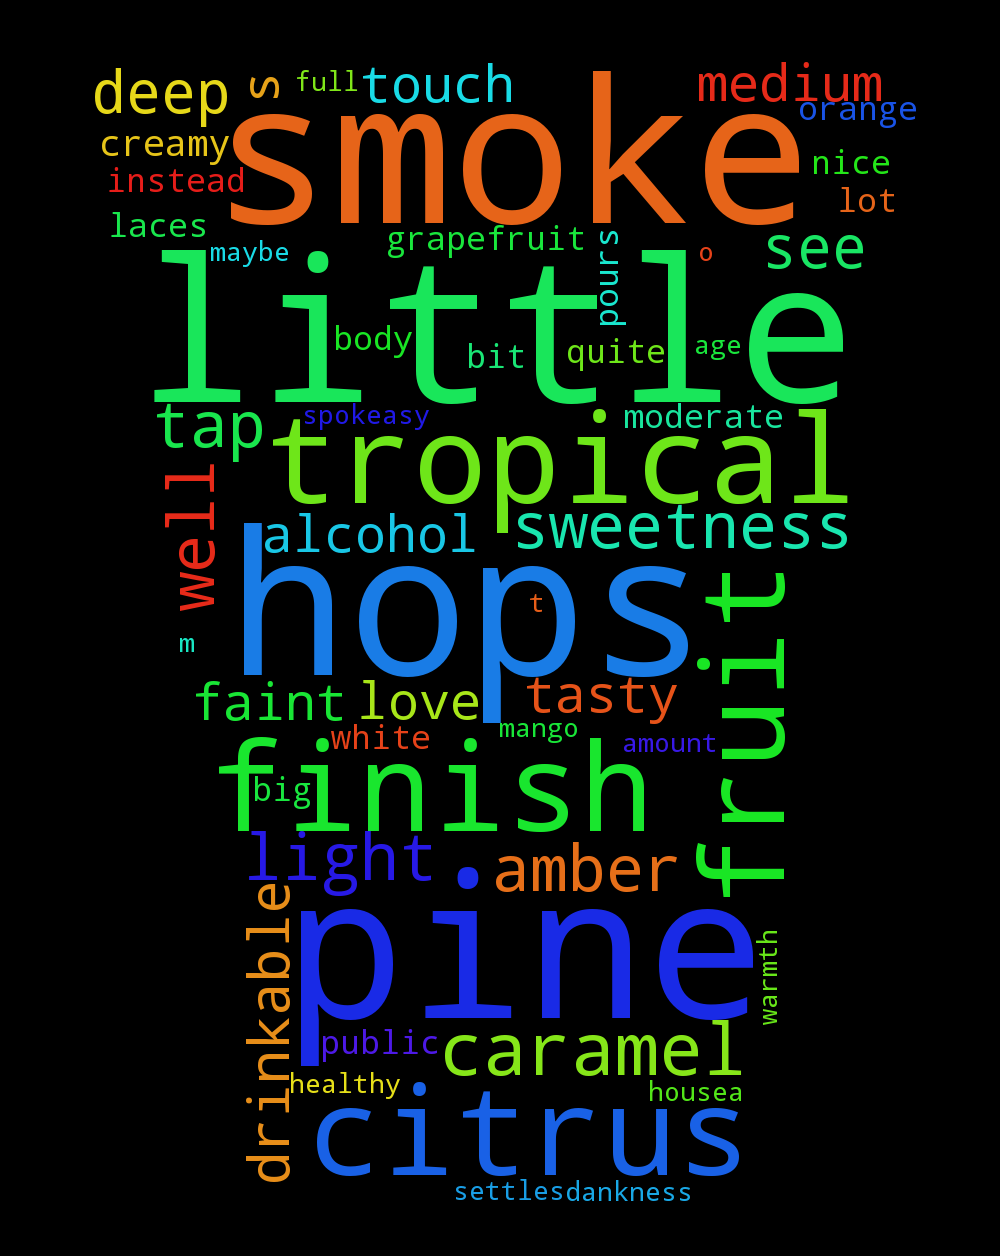 deep s full touch medium
smoke
orange
creamy
nice
instead
lot
laces
grapefruit
pours
see
maybe
o
little
body
bit
quite
age
tap
spokeasy
moderate
tropical
well
alcohol
sweetness
hops
t
fruit
m
faint
love
tasty
white
mango
amount
finish
big
light
amber
pine
drinkable
warmth
public
caramel
healthy
housea
citrus
settles
dankness